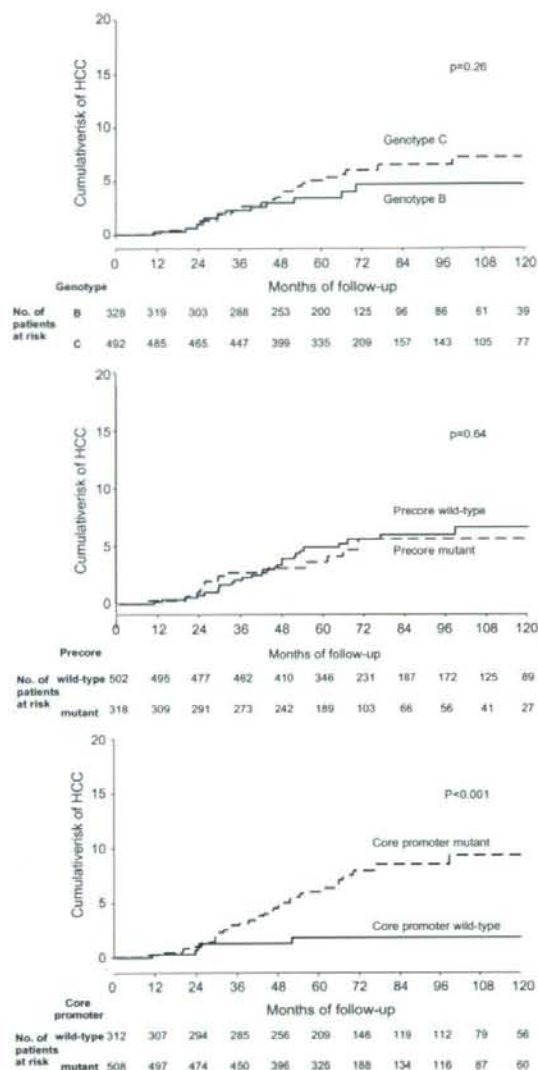 20
p=0.26
15
Cumulativerisk of HCC
10
Genotype C
5
Genotype B
0
0 12 24 36 48 60 72 84 96 108 120
Genotype Months of follow-up
No. of patients at risk
B 328 319 303 288 253 200 125 96 86 61 39
C 492 485 465 447 399 335 209 157 143 105 77
20
p=0.64
15
Cumulativerisk of HCC
10
Precore wild-type
5
Precore mutant
0
0 12 24 36 48 60 72 84 96 108 120
Precore Months of follow-up
No. of patients at risk
wild-type 502 495 477 462 410 346 231 187 172 125 89
mutant 318 309 291 273 242 189 103 66 56 41 27
20
P<0.001
15
Cumulativerisk of HCC
10
Core promoter mutant
5
Core promoter wild-type
0
0 12 24 36 48 60 72 84 96 108 120
Core promoter Months of follow-up
No. of patients at risk
wild-type 312 307 294 285 256 209 146 119 112 79 56
mutant 508 497 474 450 396 326 188 134 116 87 60